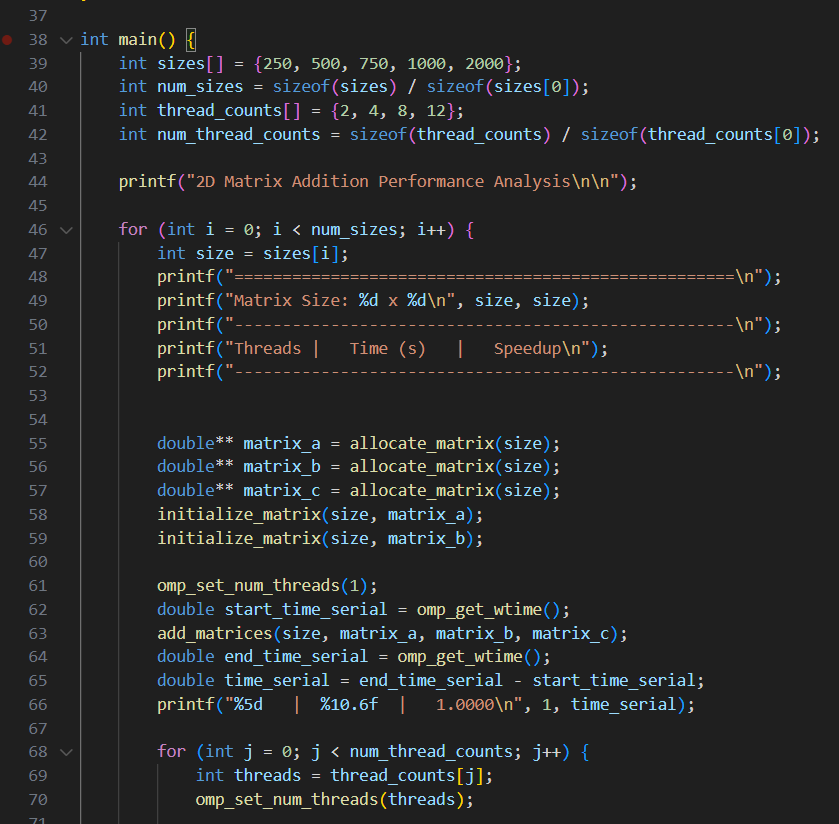 37
38 int main() {
39 int sizes[] = {250, 500, 750, 1000, 2000};
40 int num_sizes = sizeof(sizes) / sizeof(sizes[0]);
41 int thread_counts[] = {2, 4, 8, 12};
42 int num_thread_counts = sizeof(thread_counts) / sizeof(thread_counts[0]);
43
44 printf("2D Matrix Addition Performance Analysis\n\n");
45
46 for (int i = 0; i < num_sizes; i++) {
47 int size = sizes[i];
48 printf("====================================================\n");
49 printf("Matrix Size: %d x %d\n", size, size);
50 printf("----------------------------------------------------\n");
51 printf("Threads |   Time (s)   |   Speedup\n");
52 printf("----------------------------------------------------\n");
53
54
55 double** matrix_a = allocate_matrix(size);
56 double** matrix_b = allocate_matrix(size);
57 double** matrix_c = allocate_matrix(size);
58 initialize_matrix(size, matrix_a);
59 initialize_matrix(size, matrix_b);
60
61 omp_set_num_threads(1);
62 double start_time_serial = omp_get_wtime();
63 add_matrices(size, matrix_a, matrix_b, matrix_c);
64 double end_time_serial = omp_get_wtime();
65 double time_serial = end_time_serial - start_time_serial;
66 printf("%5d   |  %10.6f  |   1.0000\n", 1, time_serial);
67
68 for (int j = 0; j < num_thread_counts; j++) {
69 int threads = thread_counts[j];
70 omp_set_num_threads(threads);
71